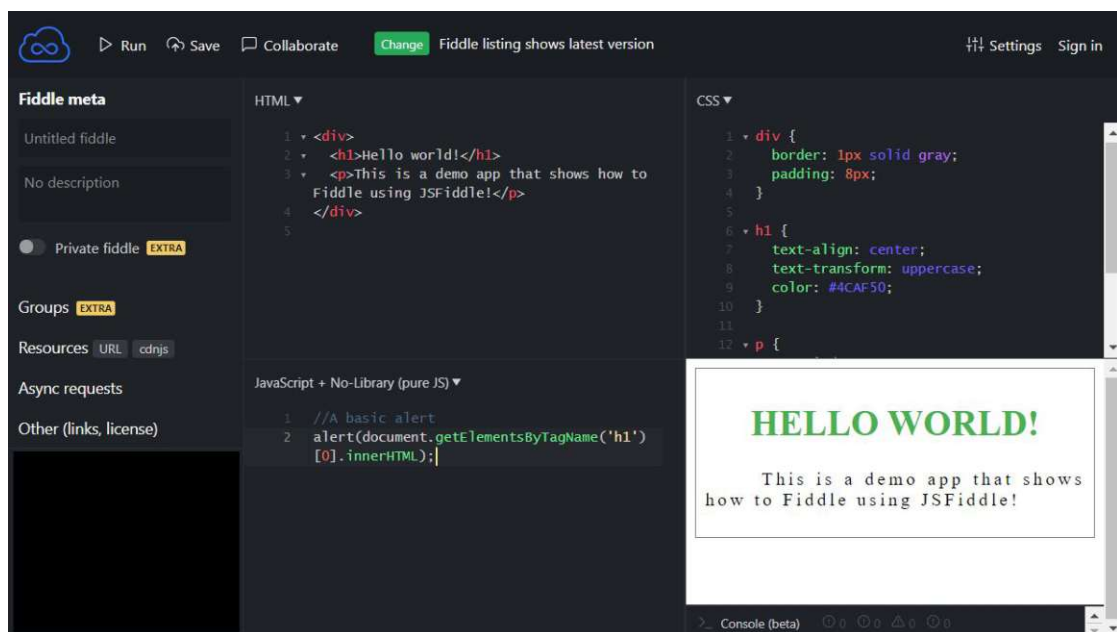 Run Save Collaborate Change Fiddle listing shows latest version Settings Sign in
Fiddle meta
Untitled fiddle
No description
Private fiddle EXTRA
Groups EXTRA
Resources URL cdnjs
Async requests
Other (links, license)
HTML ▼
1 <div>
2 <h1>Hello world!</h1>
3 <p>This is a demo app that shows how to
Fiddle using JSFiddle!</p>
4 </div>
5
CSS ▼
1 div {
2 border: 1px solid gray;
3 padding: 8px;
4 }
5
6 h1 {
7 text-align: center;
8 text-transform: uppercase;
9 color: #4CAF50;
10 }
11
12 p {
JavaScript + No-Library (pure JS) ▼
1 //A basic alert
2 alert(document.getElementsByTagName('h1')
[0].innerHTML);
HELLO WORLD!
This is a demo app that shows
how to Fiddle using JSFiddle!
>_ Console (beta) 0 0 0 0